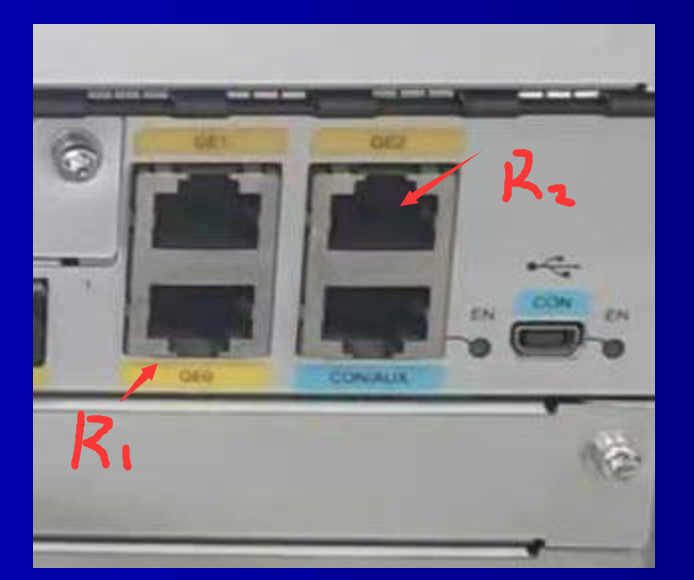 GE1 GE2
R2
CON
EN EN
GE0 CON/AUX
R1